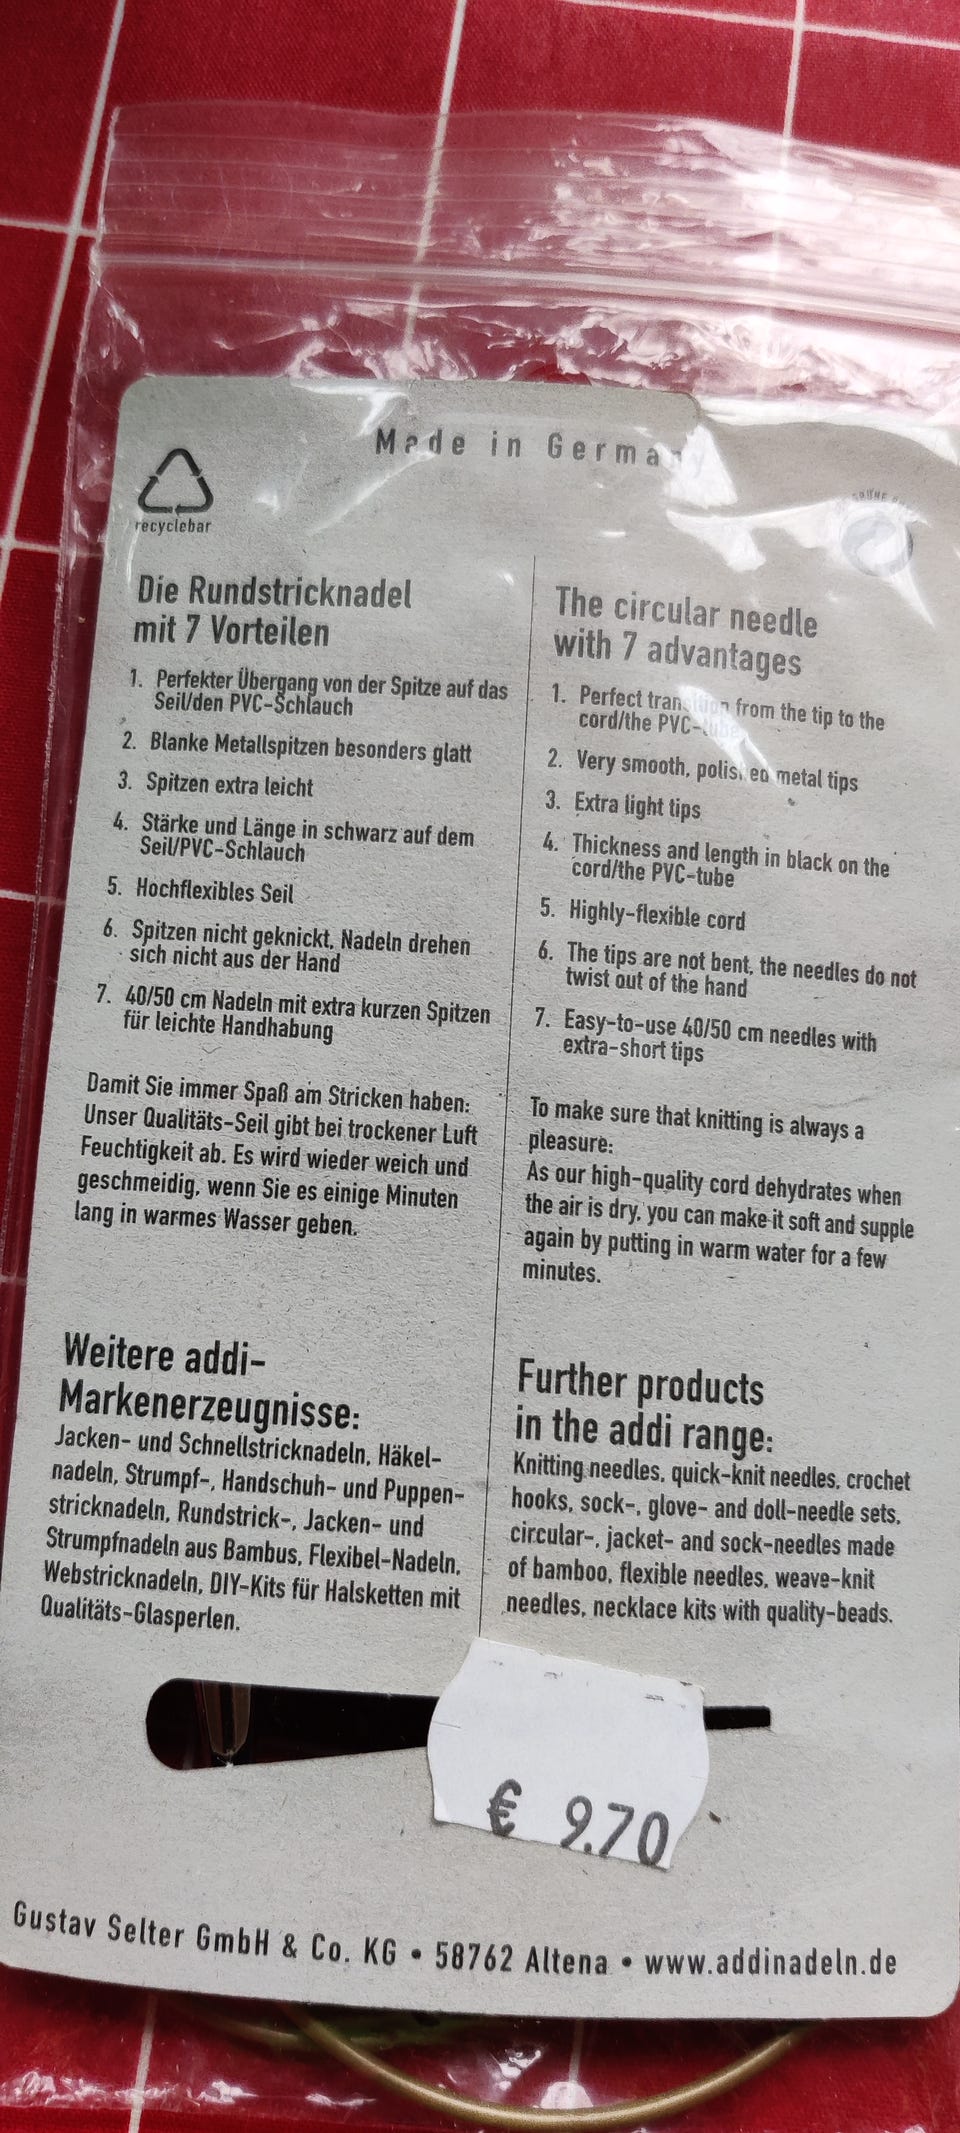 Made in Germany
recyclebar
Die Rundstricknadel
mit 7 Vorteilen
1. Perfekter Übergang von der Spitze auf das
Seil/den PVC-Schlauch
2. Blanke Metallspitzen besonders glatt
3. Spitzen extra leicht
4. Stärke und Länge in schwarz auf dem
Seil/PVC-Schlauch
5. Hochflexibles Seil
6. Spitzen nicht geknickt, Nadeln drehen
sich nicht aus der Hand
7. 40/50 cm Nadeln mit extra kurzen Spitzen
für leichte Handhabung
Damit Sie immer Spaß am Stricken haben:
Unser Qualitäts-Seil gibt bei trockener Luft
Feuchtigkeit ab. Es wird wieder weich und
geschmeidig, wenn Sie es einige Minuten
lang in warmes Wasser geben.
Weitere addi-
Markenerzeugnisse:
Jacken- und Schnellstricknadeln, Häkel-
nadeln, Strumpf-, Handschuh- und Puppen-
stricknadeln, Rundstrick-, Jacken- und
Strumpfnadeln aus Bambus, Flexibel-Nadeln,
Webstricknadeln, DIY-Kits für Halsketten mit
Qualitäts-Glasperlen.
The circular needle
with 7 advantages
1. Perfect transition from the tip to the
cord/the PVC-tube
2. Very smooth, polished metal tips
3. Extra light tips
4. Thickness and length in black on the
cord/the PVC-tube
5. Highly-flexible cord
6. The tips are not bent, the needles do not
twist out of the hand
7. Easy-to-use 40/50 cm needles with
extra-short tips
To make sure that knitting is always a
pleasure:
As our high-quality cord dehydrates when
the air is dry, you can make it soft and supple
again by putting in warm water for a few
minutes.
Further products
in the addi range:
Knitting needles, quick-knit needles, crochet
hooks, sock-, glove- and doll-needle sets,
circular-, jacket- and sock-needles made
of bamboo, flexible needles, weave-knit
needles, necklace kits with quality-beads.
€ 9.70
Gustav Selter GmbH & Co. KG • 58762 Altena • www.addinadeln.de